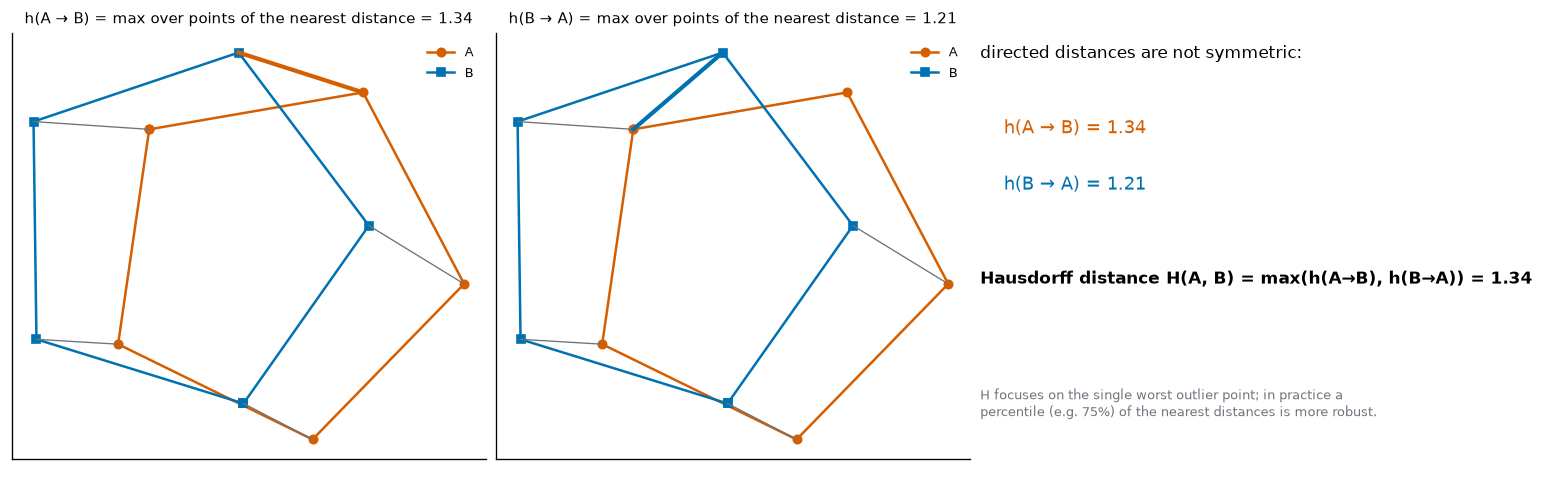 h(A → B) = max over points of the nearest distance = 1.34
A
B
h(B → A) = max over points of the nearest distance = 1.21
A
B
directed distances are not symmetric:
h(A → B) = 1.34
h(B → A) = 1.21
Hausdorff distance H(A, B) = max(h(A→B), h(B→A)) = 1.34
H focuses on the single worst outlier point; in practice a
percentile (e.g. 75%) of the nearest distances is more robust.